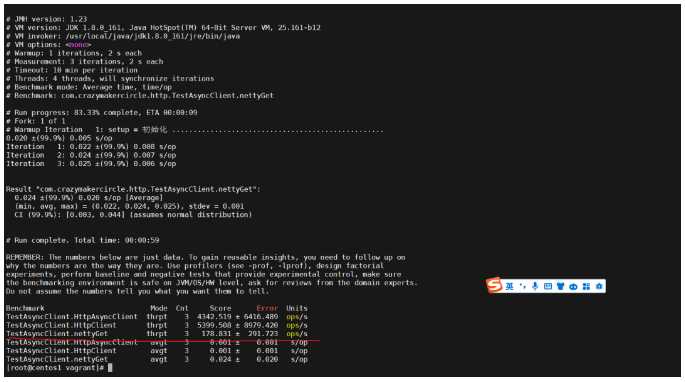 # JMH version: 1.23
# VM version: JDK 1.8.0_161, Java HotSpot(TM) 64-Bit Server VM, 25.161-b12
# VM invoker: /usr/local/java/jdk1.8.0_161/jre/bin/java
# VM options: <none>
# Warmup: 1 iterations, 2 s each
# Measurement: 3 iterations, 2 s each
# Timeout: 10 min per iteration
# Threads: 4 threads, will synchronize iterations
# Benchmark mode: Average time, time/op
# Benchmark: com.crazymakercircle.http.TestAsyncClient.nettyGet
# Run progress: 83.33% complete, ETA 00:00:09
# Fork: 1 of 1
# Warmup Iteration   1: setup = 初始化 ..................................................
0.020 ±(99.9%) 0.005 s/op
Iteration   1: 0.022 ±(99.9%) 0.008 s/op
Iteration   2: 0.024 ±(99.9%) 0.007 s/op
Iteration   3: 0.025 ±(99.9%) 0.006 s/op
Result "com.crazymakercircle.http.TestAsyncClient.nettyGet":
  0.024 ±(99.9%) 0.020 s/op [Average]
  (min, avg, max) = (0.022, 0.024, 0.025), stdev = 0.001
  CI (99.9%): [0.003, 0.044] (assumes normal distribution)
# Run complete. Total time: 00:00:59
REMEMBER: The numbers below are just data. To gain reusable insights, you need to follow up on
why the numbers are the way they are. Use profilers (see -prof, -lprof), design factorial
experiments, perform baseline and negative tests that provide experimental control, make sure
the benchmarking environment is safe on JVM/OS/HW level, ask for reviews from the domain experts.
Do not assume the numbers tell you what you want them to tell.
英
Benchmark                         Mode  Cnt     Score      Error  Units
TestAsyncClient.HttpAsyncClient  thrpt    3  4342.519 ± 6416.489  ops/s
TestAsyncClient.HttpClient       thrpt    3  5399.508 ± 8979.420  ops/s
TestAsyncClient.nettyGet         thrpt    3   178.831 ±  291.723  ops/s
TestAsyncClient.HttpAsyncClient   avgt    3     0.001 ±    0.001   s/op
TestAsyncClient.HttpClient        avgt    3     0.001 ±    0.001   s/op
TestAsyncClient.nettyGet          avgt    3     0.024 ±    0.020   s/op
[root@centos1 vagrant]#